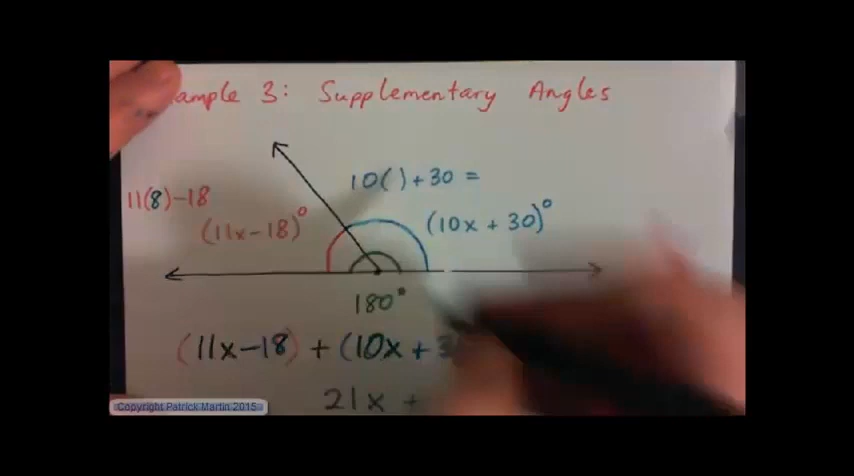 ample 3: Supplementary Angles
10( ) + 30 =
11(8) - 18
(11x - 18)°
(10x + 30)°
180°
(11x - 18) + (10x + 3
21x +
Copyright Patrick Martin 2015